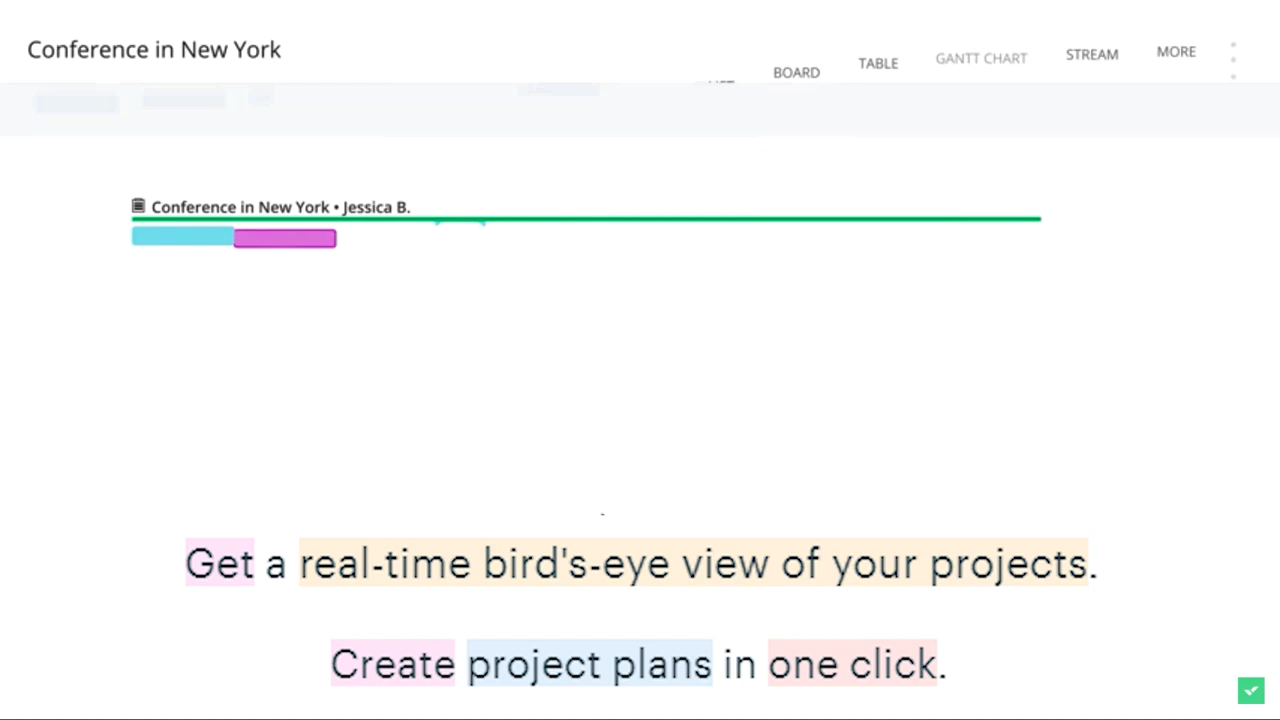 Conference in New York
BOARD TABLE GANTT CHART STREAM MORE
Conference in New York • Jessica B.
Get a real-time bird's-eye view of your projects.
Create project plans in one click.